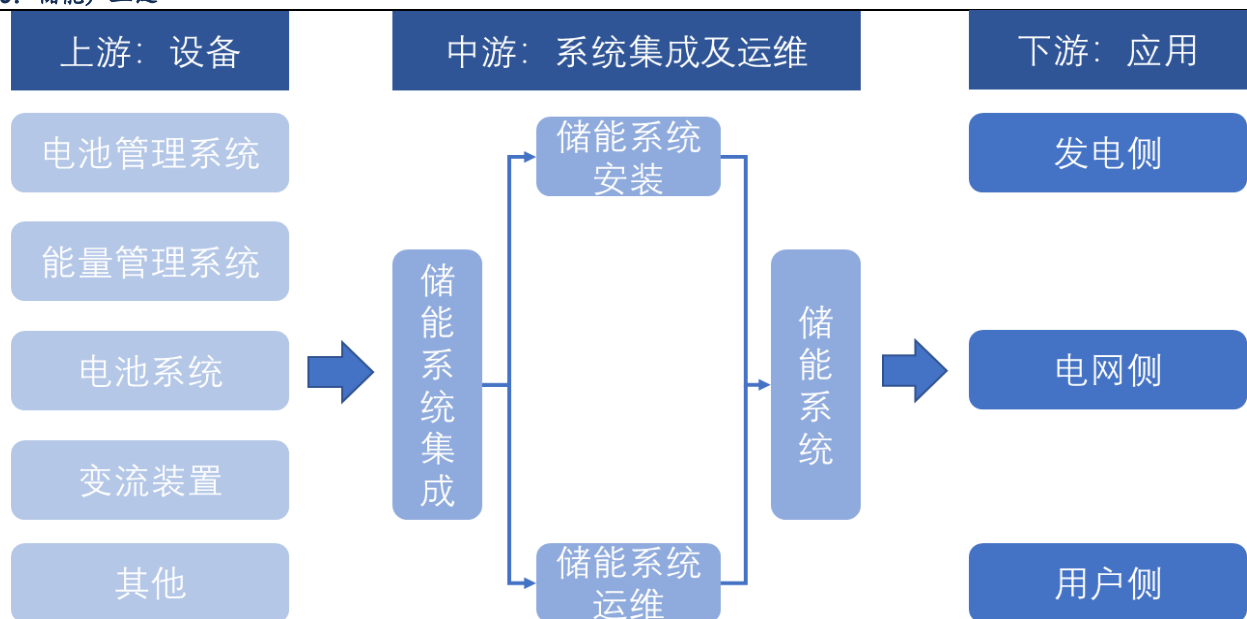 上游：设备
中游：系统集成及运维
下游：应用
电池管理系统
能量管理系统
电池系统
变流装置
其他
储能系统集成
储能系统
安装
储能系统
运维
储能系统
发电侧
电网侧
用户侧